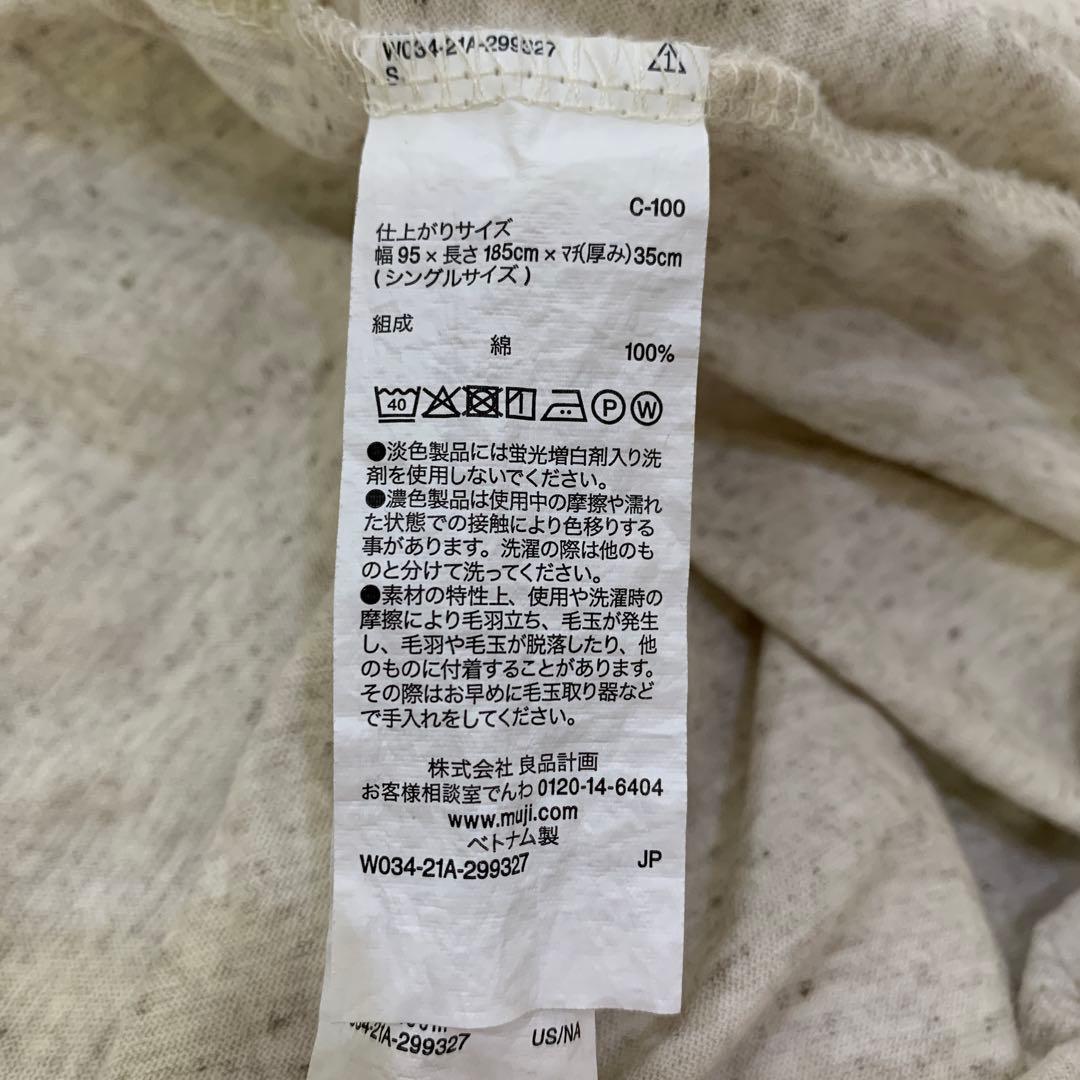 W034-21A-299327
S
1
C-100
仕上がりサイズ
幅 95 × 長さ 185cm × マチ(厚み)35cm
(シングルサイズ)
組成
綿 100%
40 P W
●淡色製品には蛍光増白剤入り洗
剤を使用しないでください。
●濃色製品は使用中の摩擦や濡れ
た状態での接触により色移りする
事があります。洗濯の際は他のも
のと分けて洗ってください。
●素材の特性上、使用や洗濯時の
摩擦により毛羽立ち、毛玉が発生
し、毛羽や毛玉が脱落したり、他
のものに付着することがあります。
その際はお早めに毛玉取り器など
で手入れをしてください。
株式会社 良品計画
お客様相談室でんわ 0120-14-6404
www.muji.com
ベトナム製
W034-21A-299327 JP
034-21A-299327 US/NA